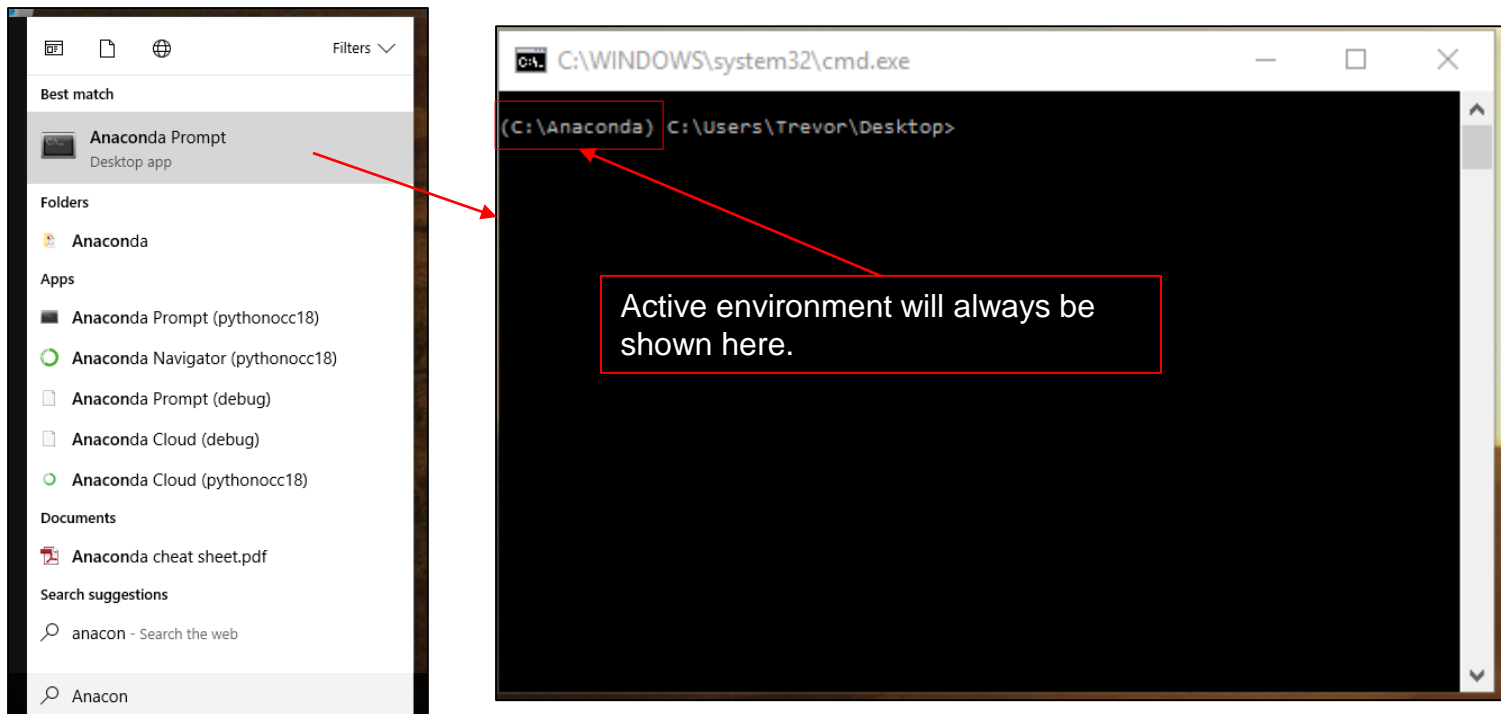 Filters
Best match
Anaconda Prompt
Desktop app
Folders
Anaconda
Apps
Anaconda Prompt (pythonocc18)
Anaconda Navigator (pythonocc18)
Anaconda Prompt (debug)
Anaconda Cloud (debug)
Anaconda Cloud (pythonocc18)
Documents
Anaconda cheat sheet.pdf
Search suggestions
anacon - Search the web
Anacon
C:\WINDOWS\system32\cmd.exe
(C:\Anaconda) C:\Users\Trevor\Desktop>
Active environment will always be
shown here.